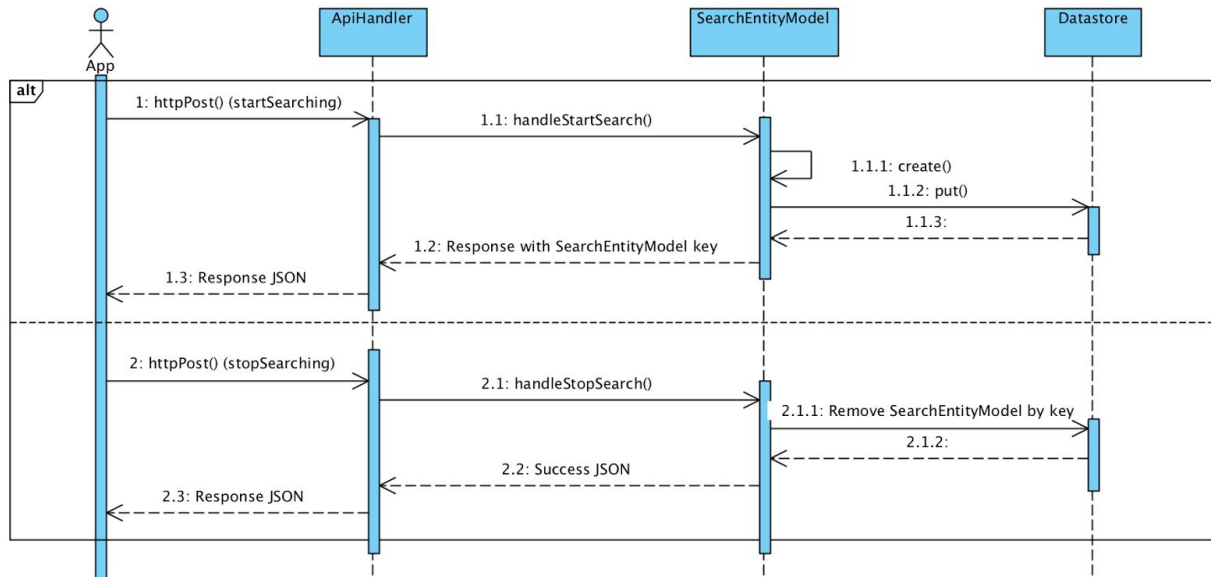 ApiHandler
SearchEntityModel
Datastore
App
alt
1: httpPost() (startSearching)
1.1: handleStartSearch()
1.1.1: create()
1.1.2: put()
1.1.3:
1.2: Response with SearchEntityModel key
1.3: Response JSON
2: httpPost() (stopSearching)
2.1: handleStopSearch()
2.1.1: Remove SearchEntityModel by key
2.1.2:
2.2: Success JSON
2.3: Response JSON